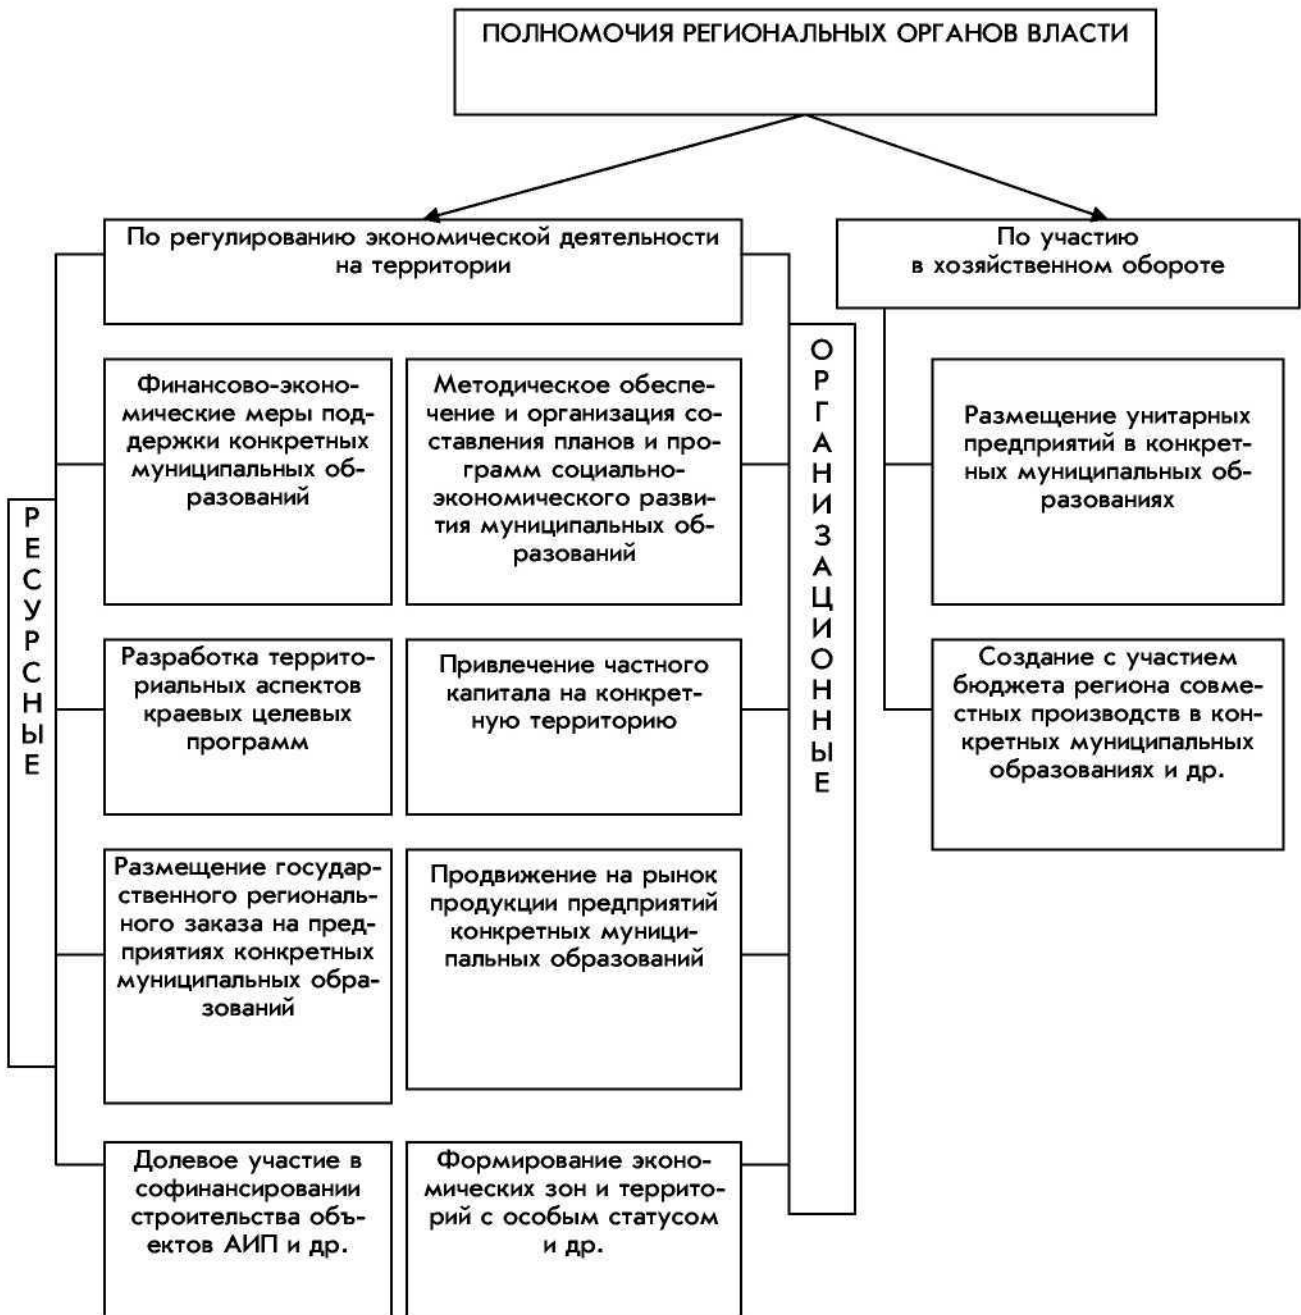 ПОЛНОМОЧИЯ РЕГИОНАЛЬНЫХ ОРГАНОВ ВЛАСТИ
По регулированию экономической деятельности
на территории
По участию
в хозяйственном обороте
РЕСУРСНЫЕ
Финансово-эконо-
мические меры под-
держки конкретных
муниципальных об-
разований
Методическое обеспе-
чение и организация со-
ставления планов и про-
грамм социально-
экономического разви-
тия муниципальных об-
разований
ОРГАНИЗАЦИОННЫЕ
Размещение унитарных
предприятий в конкрет-
ных муниципальных об-
разованиях
Разработка террито-
риальных аспектов
краевых целевых
программ
Привлечение частного
капитала на конкрет-
ную территорию
Создание с участием
бюджета региона совме-
стных производств в кон-
кретных муниципальных
образованиях и др.
Размещение государ-
ственного региональ-
ного заказа на пред-
приятиях конкретных
муниципальных обра-
зований
Продвижение на рынок
продукции предприятий
конкретных муници-
пальных образований
Долевое участие в
софинансировании
строительства объ-
ектов АИП и др.
Формирование эконо-
мических зон и террито-
рий с особым статусом
и др.